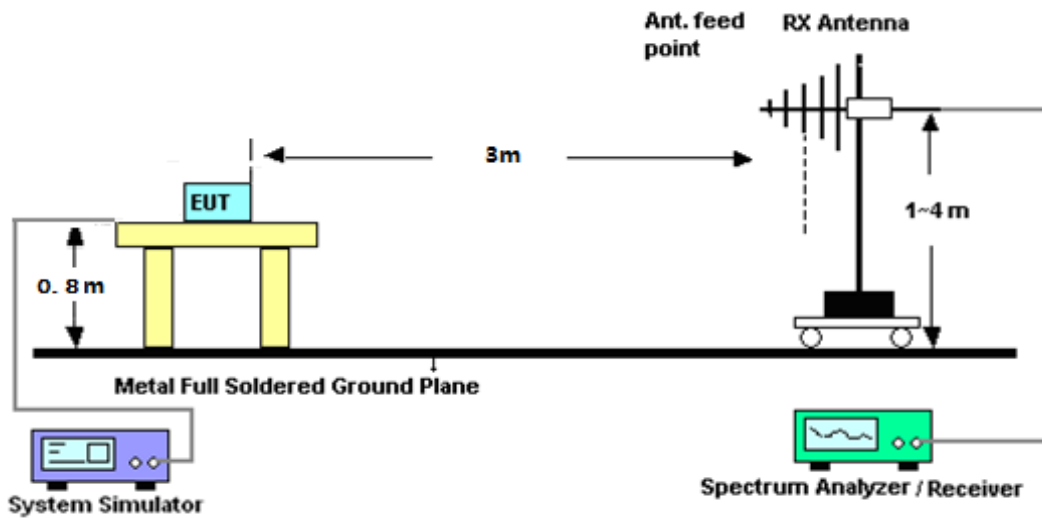 Ant. feed
point
RX Antenna
3m
EUT
1~4 m
0. 8 m
Metal Full Soldered Ground Plane
System Simulator
Spectrum Analyzer / Receiver